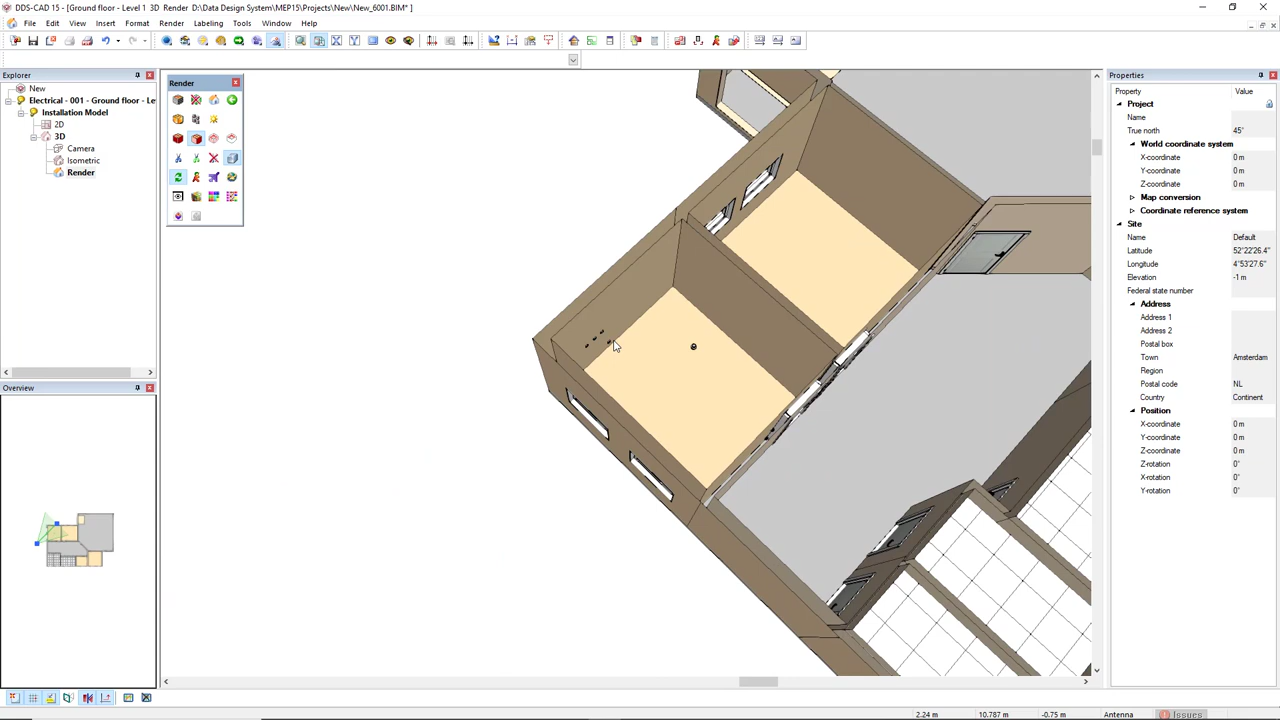 DDS-CAD 15 - [Ground floor - Level 1  3D  Render  D:\Data Design System\MEP15\Projects\New\New_6001.BIM* ]
File Edit View Insert Format Render Labeling Tools Window Help
Explorer
New
Electrical - 001 - Ground floor - Le
Installation Model
2D
3D
Camera
Isometric
Render
Overview
Render
Properties
Property Value
Project
Name
True north 45°
World coordinate system
X-coordinate 0 m
Y-coordinate 0 m
Z-coordinate 0 m
Map conversion
Coordinate reference system
Site
Name Default
Latitude 52°22'26.4"
Longitude 4°53'27.6"
Elevation -1 m
Federal state number
Address
Address 1
Address 2
Postal box
Town Amsterdam
Region
Postal code NL
Country Continent
Position
X-coordinate 0 m
Y-coordinate 0 m
Z-coordinate 0 m
Z-rotation 0°
X-rotation 0°
Y-rotation 0°
2.24 m 10.787 m -0.75 m Antenna Issues